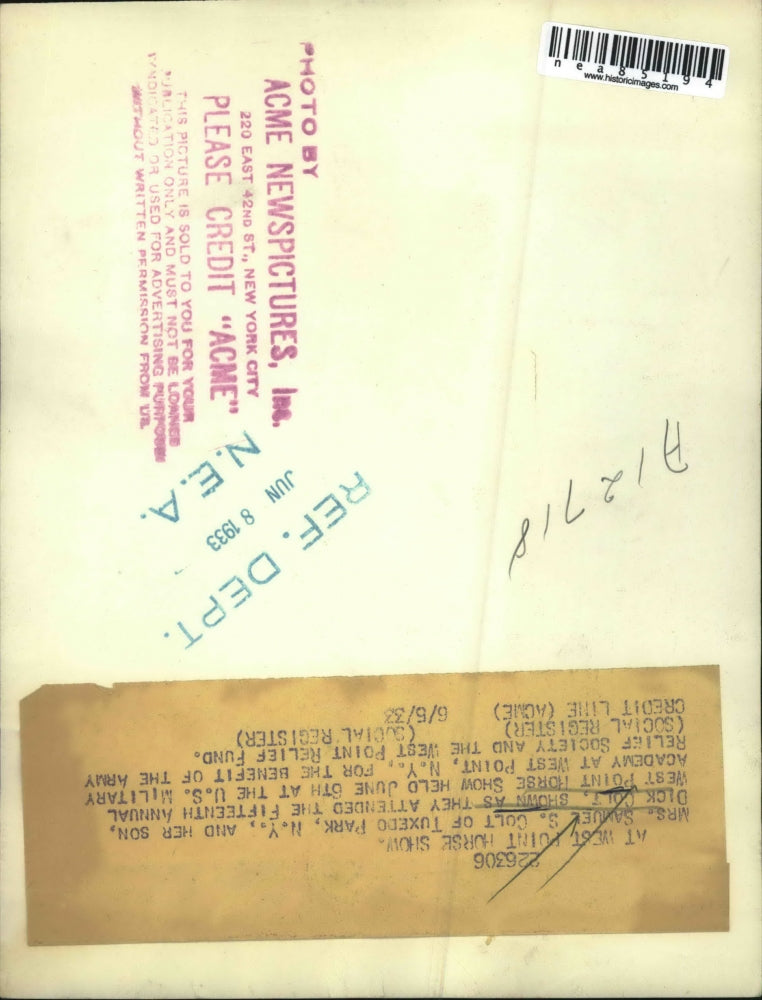 nea85194
www.historicimages.com
PHOTO BY
ACME NEWSPICTURES, INC.
220 EAST 42ND ST., NEW YORK CITY
PLEASE CREDIT "ACME"
THIS PICTURE IS SOLD TO YOU FOR YOUR
PUBLICATION ONLY AND MUST NOT BE LOANED
SYNDICATED OR USED FOR ADVERTISING PURPOSES
WITHOUT WRITTEN PERMISSION FROM US.
REF. DEPT.
JUN 8 1933
N.E.A.
A12718
226306
AT WEST POINT HORSE SHOW.
MRS. SAMUEL S. COLT OF TUXEDO PARK, N.Y., AND HER SON,
DICK COLT, SHOWN AS THEY ATTENDED THE FIFTEENTH ANNUAL
WEST POINT HORSE SHOW HELD JUNE 6TH AT THE U.S. MILITARY
ACADEMY AT WEST POINT, N.Y., FOR THE BENEFIT OF THE ARMY
RELIEF SOCIETY AND THE WEST POINT RELIEF FUND.
(SOCIAL REGISTER) (SOCIAL REGISTER)
CREDIT LINE (ACME) 6/6/33